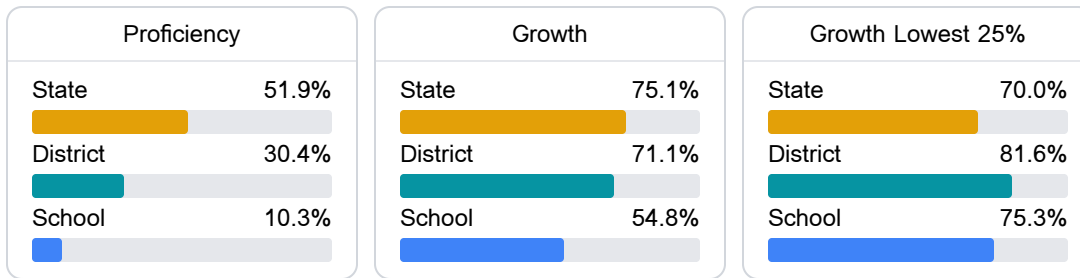 Proficiency
State 51.9%
District 30.4%
School 10.3%
Growth
State 75.1%
District 71.1%
School 54.8%
Growth Lowest 25%
State 70.0%
District 81.6%
School 75.3%